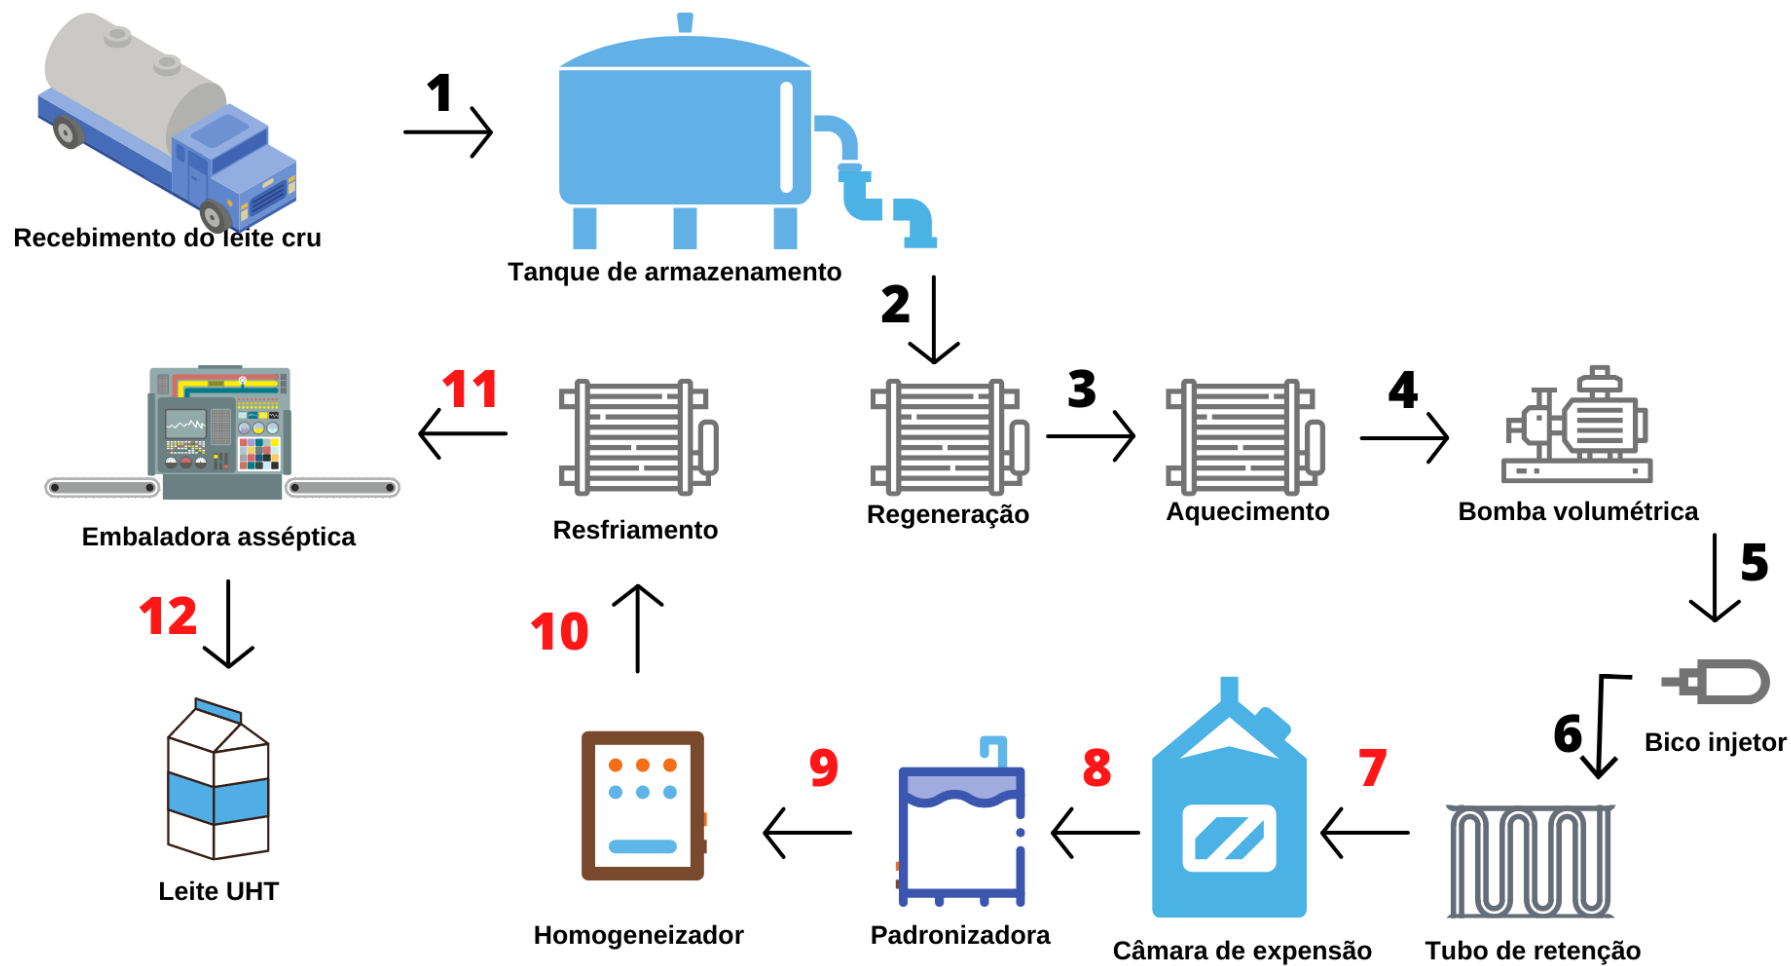 1
Recebimento do leite cru
Tanque de armazenamento
2
3
4
11
Embaladora asséptica
Resfriamento
Regeneração
Aquecimento
Bomba volumétrica
5
12
10
6
Bico injetor
9
8
7
Leite UHT
Homogeneizador
Padronizadora
Câmara de expensão
Tubo de retenção